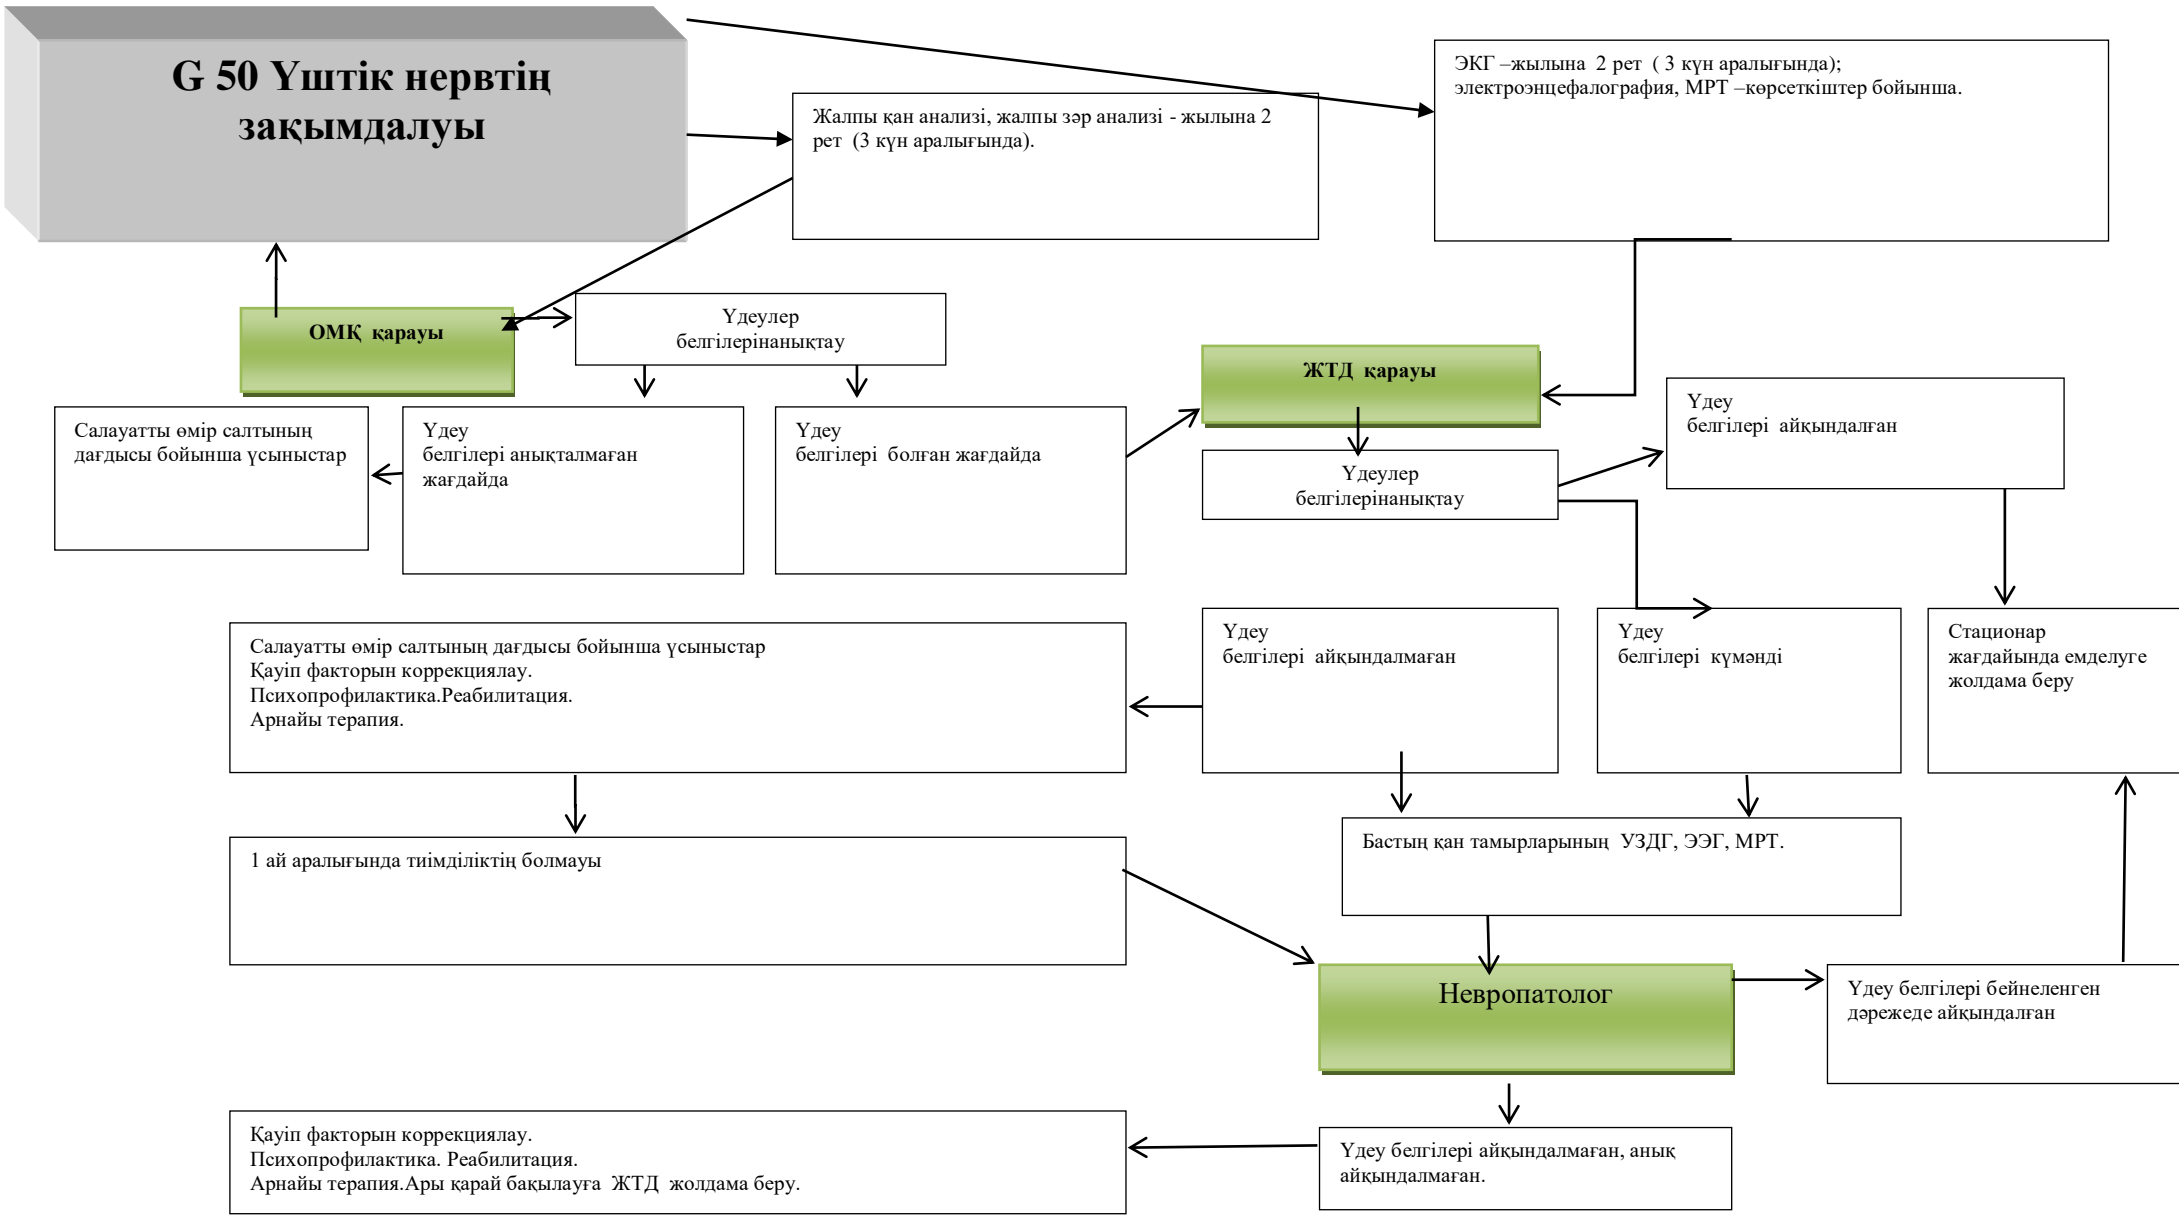 G 50 Үштік нервтің
зақымдалуы
ЭКГ –жылына 2 рет ( 3 күн аралығында);
электроэнцефалография, МРТ –көрсеткіштер бойынша.
Жалпы қан анализі, жалпы зәр анализі - жылына 2
рет (3 күн аралығында).
ОМҚ қарауы
Үдеулер
белгілерінанықтау
ЖТД қарауы
Үдеу
белгілері айқындалған
Салауатты өмір салтының
дағдысы бойынша ұсыныстар
Үдеу
белгілері анықталмаған
жағдайда
Үдеу
белгілері болған жағдайда
Үдеулер
белгілерінанықтау
Салауатты өмір салтының дағдысы бойынша ұсыныстар
Қауіп факторын коррекциялау.
Психопрофилактика.Реабилитация.
Арнайы терапия.
Үдеу
белгілері айқындалмаған
Үдеу
белгілері күмәнді
Стационар
жағдайында емделуге
жолдама беру
1 ай аралығында тиімділіктің болмауы
Бастың қан тамырларының УЗДГ, ЭЭГ, МРТ.
Невропатолог
Үдеу белгілері бейнеленген
дәрежеде айқындалған
Қауіп факторын коррекциялау.
Психопрофилактика. Реабилитация.
Арнайы терапия.Ары қарай бақылауға ЖТД жолдама беру.
Үдеу белгілері айқындалмаған, анық
айқындалмаған.